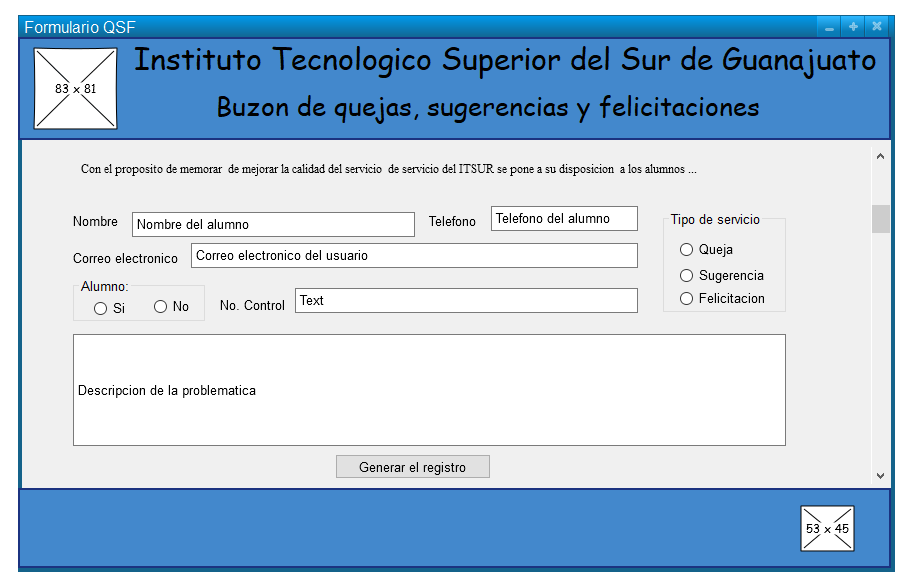 Formulario QSF
83 x 81
Instituto Tecnologico Superior del Sur de Guanajuato
Buzon de quejas, sugerencias y felicitaciones
Con el proposito de memorar de mejorar la calidad del servicio de servicio del ITSUR se pone a su disposicion a los alumnos ...
Nombre Nombre del alumno Telefono Telefono del alumno Tipo de servicio
Queja
Correo electronico Correo electronico del usuario
Sugerencia
Alumno:
Si No No. Control Text Felicitacion
Descripcion de la problematica
Generar el registro
53 x 45